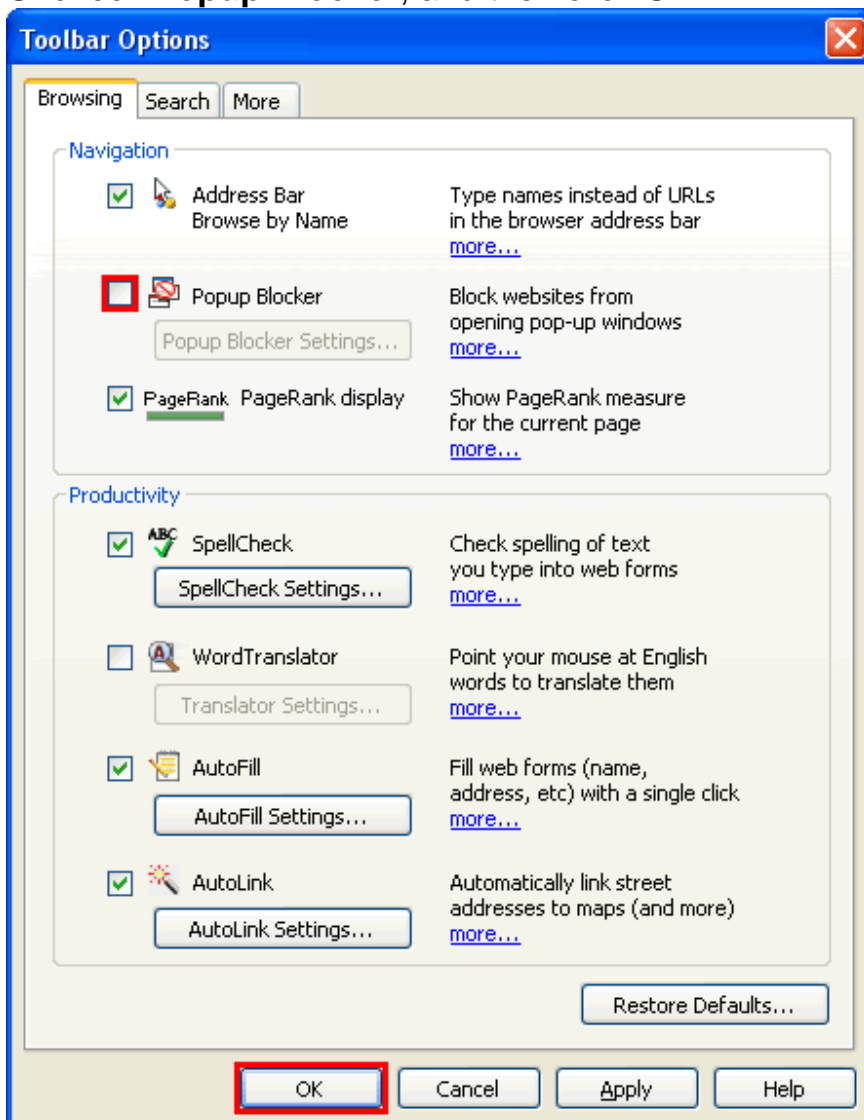 Toolbar Options
Browsing Search More
Navigation
Address Bar
Browse by Name
Type names instead of URLs
in the browser address bar
more...
Popup Blocker
Popup Blocker Settings...
Block websites from
opening pop-up windows
more...
PageRank PageRank display
Show PageRank measure
for the current page
more...
Productivity
ABC SpellCheck
SpellCheck Settings...
Check spelling of text
you type into web forms
more...
WordTranslator
Translator Settings...
Point your mouse at English
words to translate them
more...
AutoFill
AutoFill Settings...
Fill web forms (name,
address, etc) with a single click
more...
AutoLink
AutoLink Settings...
Automatically link street
addresses to maps (and more)
more...
Restore Defaults...
OK Cancel Apply Help